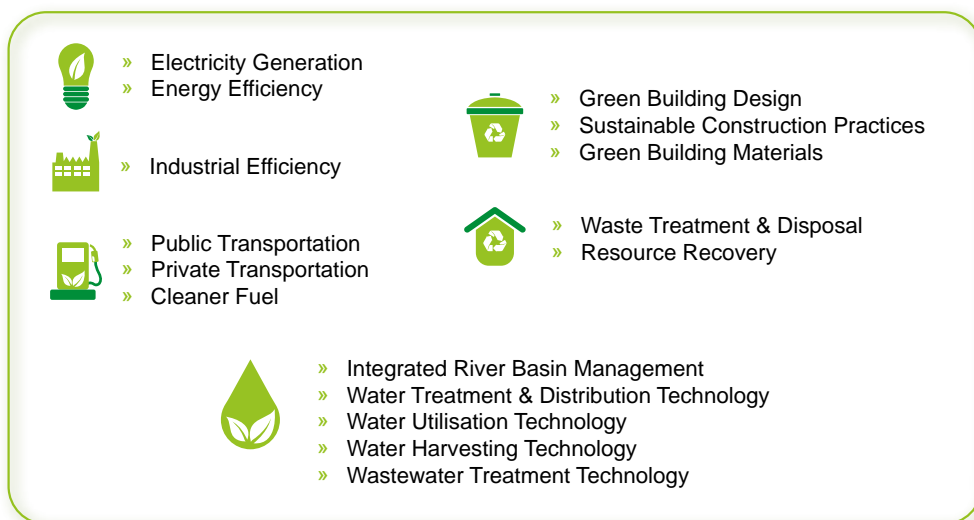 » Electricity Generation
» Energy Efficiency
» Industrial Efficiency
» Public Transportation
» Private Transportation
» Cleaner Fuel
» Green Building Design
» Sustainable Construction Practices
» Green Building Materials
» Waste Treatment & Disposal
» Resource Recovery
» Integrated River Basin Management
» Water Treatment & Distribution Technology
» Water Utilisation Technology
» Water Harvesting Technology
» Wastewater Treatment Technology